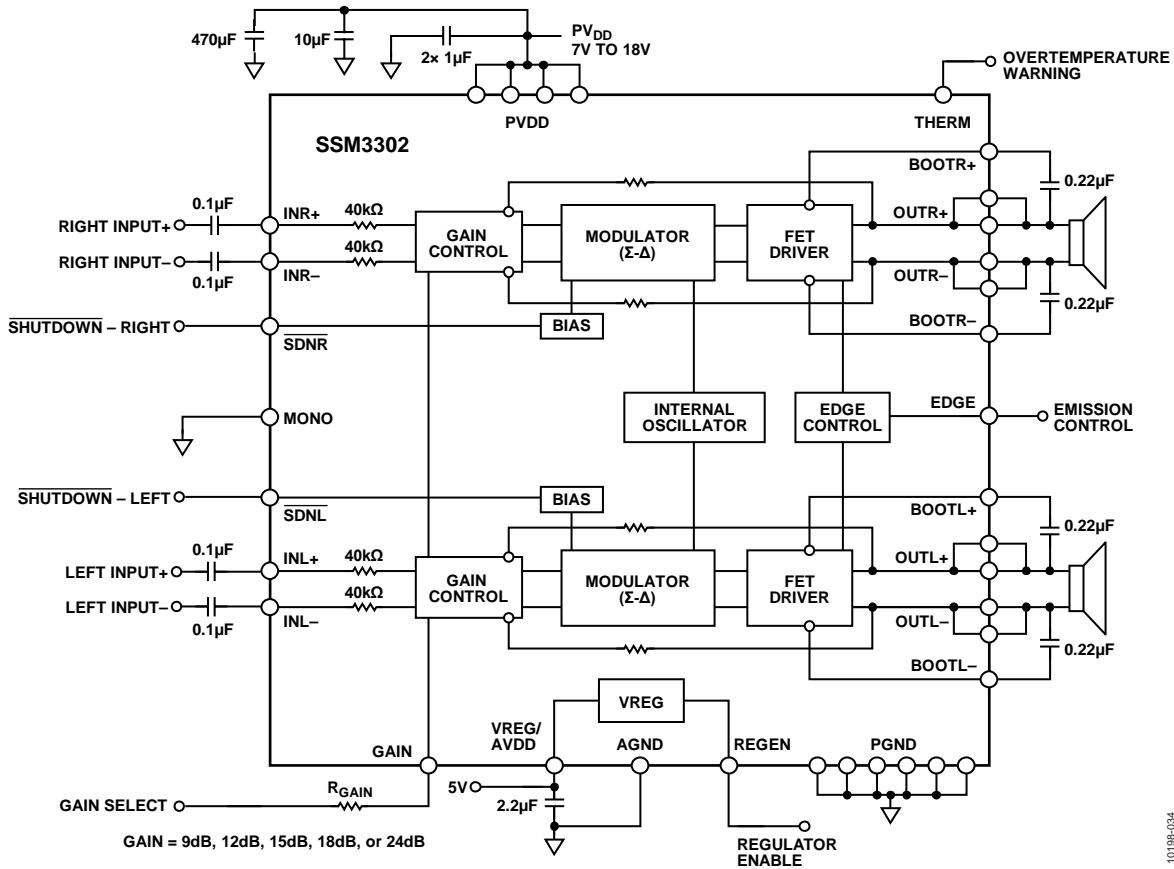 470µF
10µF
2× 1µF
PVDD
7V TO 18V
OVERTEMPERATURE
WARNING
PVDD
THERM
SSM3302
BOOTR+
0.22µF
0.1µF
RIGHT INPUT+
INR+
40kΩ
GAIN
CONTROL
MODULATOR
(Σ-Δ)
FET
DRIVER
OUTR+
RIGHT INPUT–
INR–
40kΩ
0.1µF
OUTR–
0.22µF
BOOTR–
SHUTDOWN – RIGHT
SDNR
BIAS
MONO
INTERNAL
OSCILLATOR
EDGE
CONTROL
EDGE
EMISSION
CONTROL
SHUTDOWN – LEFT
SDNL
BIAS
BOOTL+
0.22µF
0.1µF
LEFT INPUT+
INL+
40kΩ
GAIN
CONTROL
MODULATOR
(Σ-Δ)
FET
DRIVER
OUTL+
LEFT INPUT–
INL–
40kΩ
0.1µF
OUTL–
0.22µF
BOOTL–
VREG
GAIN
VREG/
AVDD
AGND
REGEN
PGND
GAIN SELECT
RGAIN
5V
2.2µF
GAIN = 9dB, 12dB, 15dB, 18dB, or 24dB
REGULATOR
ENABLE
10198-034